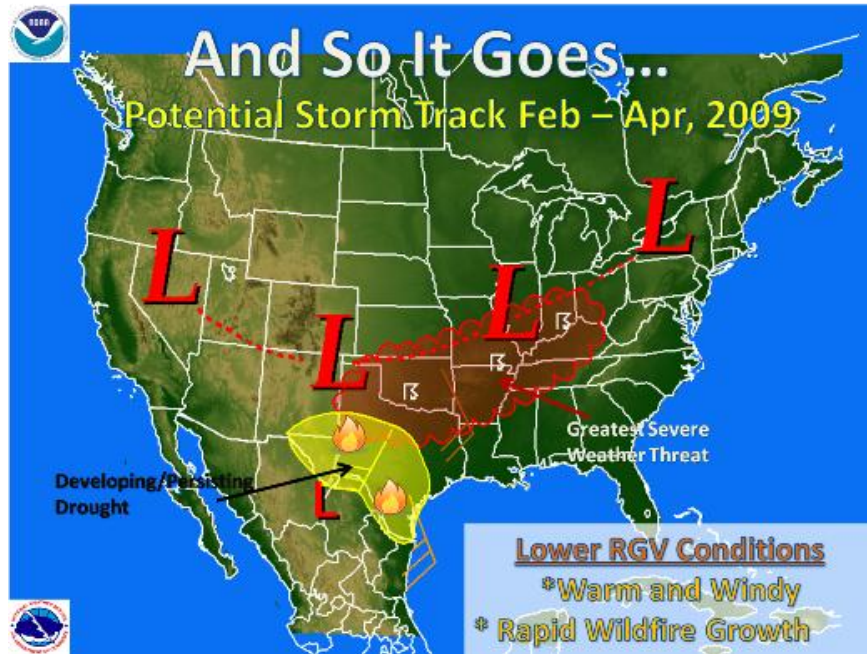 NOAA
And So It Goes...
Potential Storm Track Feb – Apr, 2009
L
L
L
L
Greatest Severe
Weather Threat
Developing/Persisting
Drought
L
Lower RGV Conditions
*Warm and Windy
* Rapid Wildfire Growth